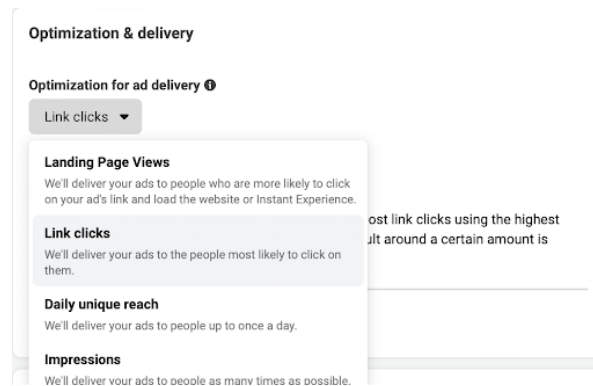 Optimization & delivery
Optimization for ad delivery
Link clicks
Landing Page Views
We'll deliver your ads to people who are more likely to click
on your ad's link and load the website or Instant Experience.
Link clicks
We'll deliver your ads to the people most likely to click on
them.
ost link clicks using the highest
ult around a certain amount is
Daily unique reach
We'll deliver your ads to people up to once a day.
Impressions
We'll deliver your ads to people as many times as possible.